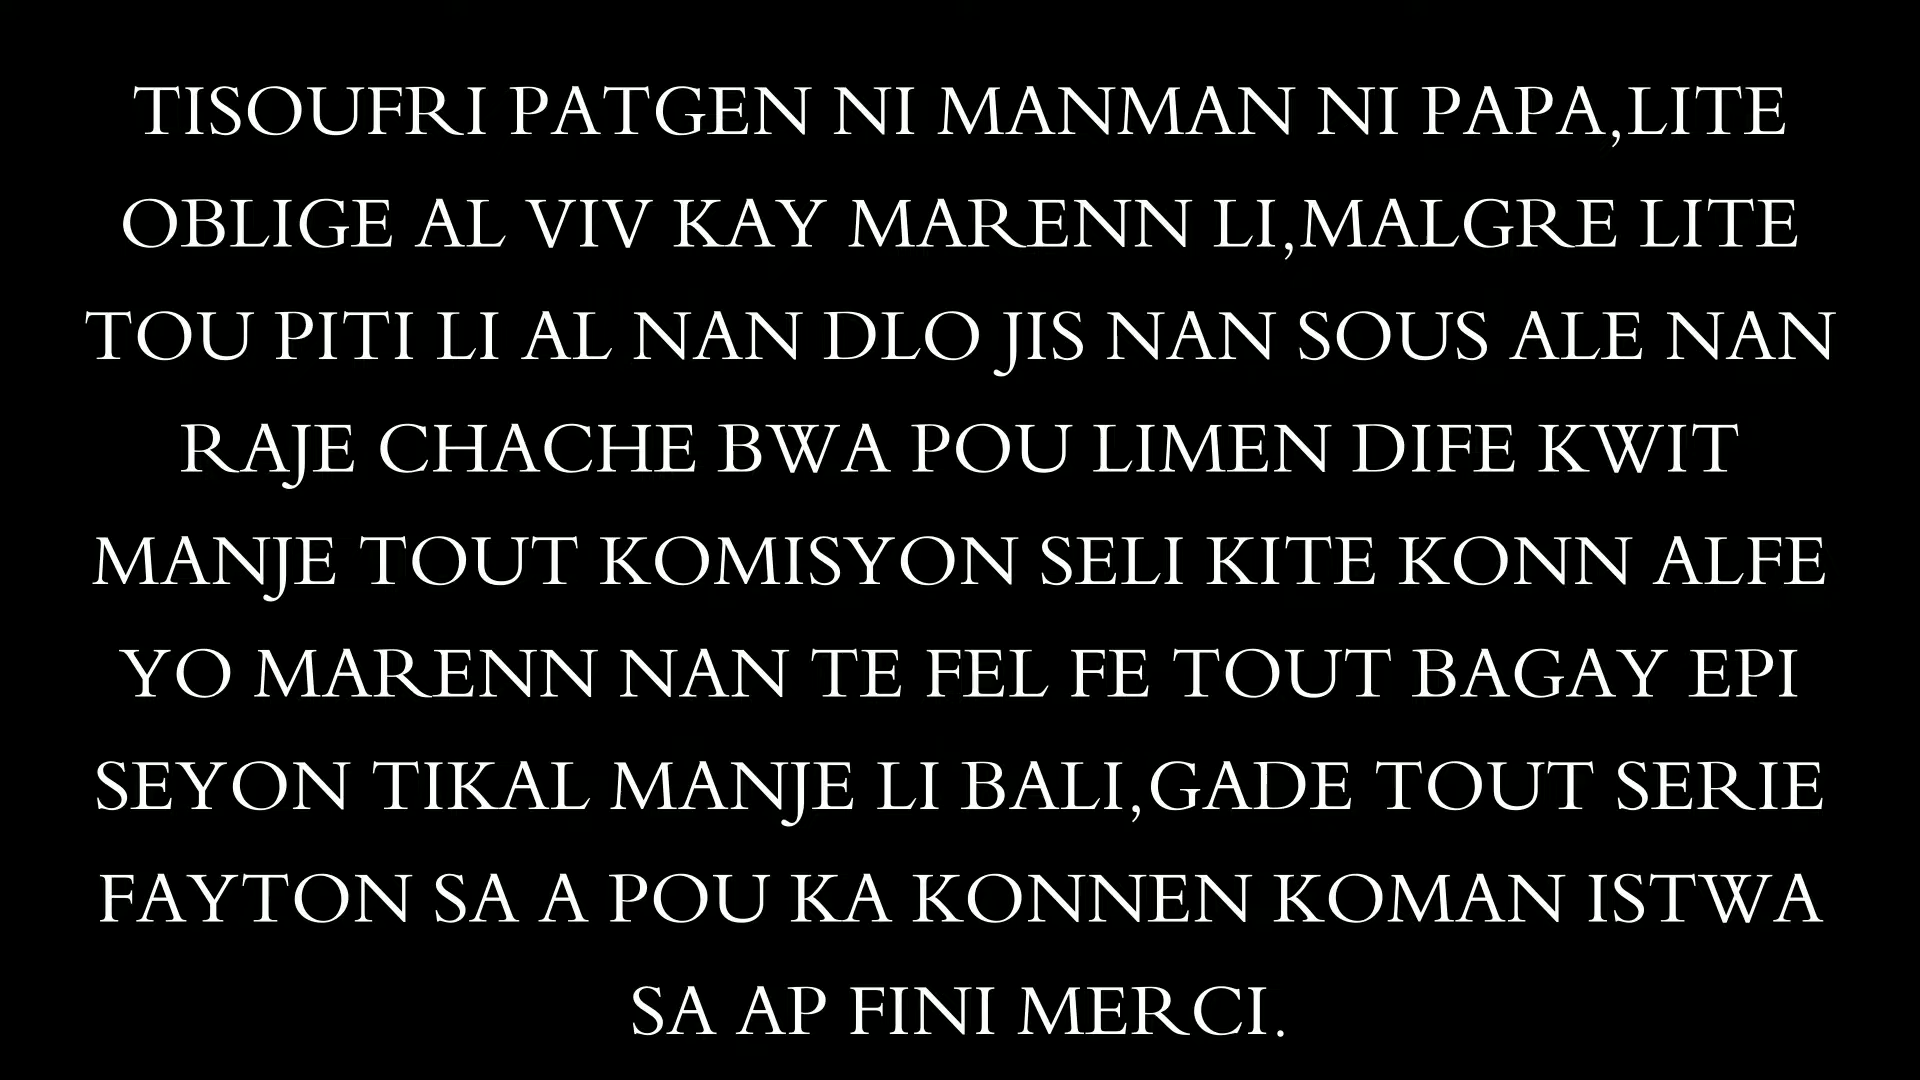 TISOUFRI PATGEN NI MANMAN NI PAPA,LITE
OBLIGE AL VIV KAY MARENN LI,MALGRE LITE
TOU PITI LI AL NAN DLO JIS NAN SOUS ALE NAN
RAJE CHACHE BWA POU LIMEN DIFE KWIT
MANJE TOUT KOMISYON SELI KITE KONN ALFE
YO MARENN NAN TE FEL FE TOUT BAGAY EPI
SEYON TIKAL MANJE LI BALI,GADE TOUT SERIE
FAYTON SA A POU KA KONNEN KOMAN ISTWA
SA AP FINI MERCI.